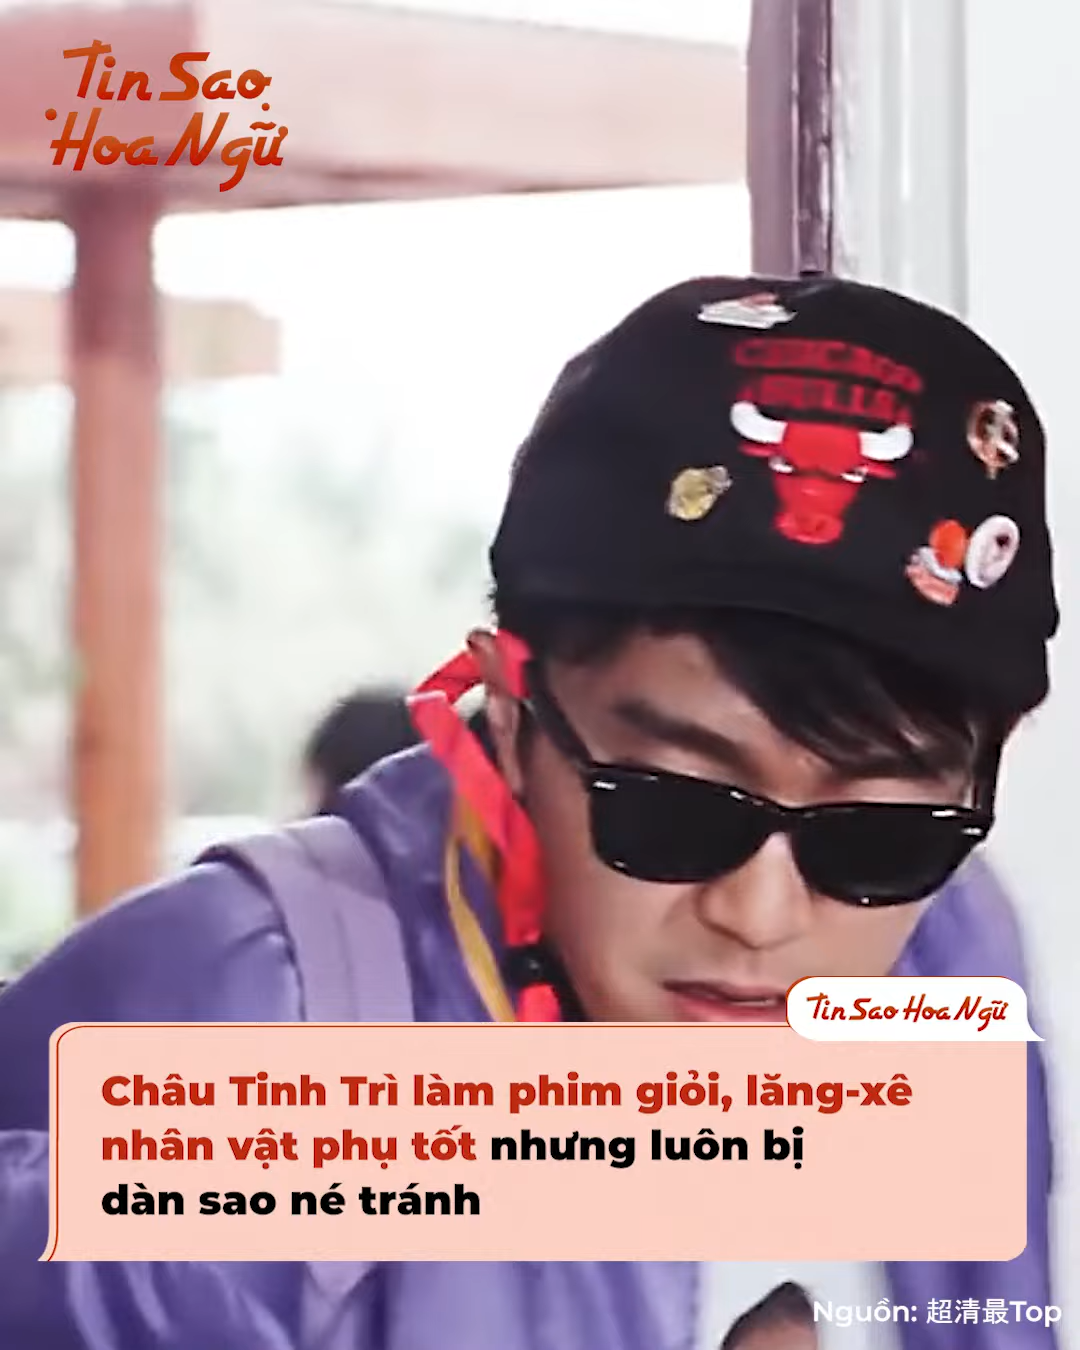 Tin Sao
Hoa Ngữ
CHICAGO
BULLS
Tin Sao Hoa Ngữ
Châu Tinh Trì làm phim giỏi, lăng-xê
nhân vật phụ tốt nhưng luôn bị
dàn sao né tránh
Nguồn: 超清最Top